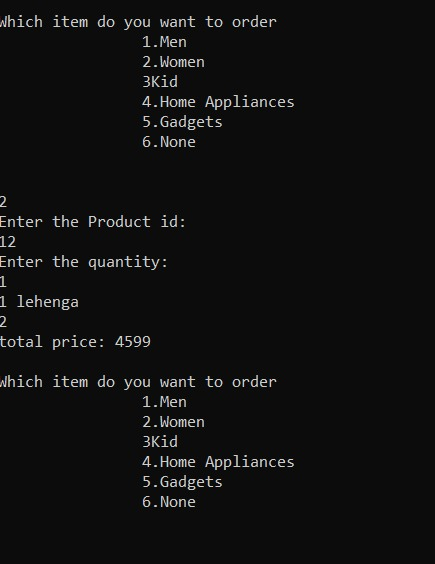 Which item do you want to order
1.Men
2.Women
3Kid
4.Home Appliances
5.Gadgets
6.None
2
Enter the Product id:
12
Enter the quantity:
1
1 lehenga
2
total price: 4599
Which item do you want to order
1.Men
2.Women
3Kid
4.Home Appliances
5.Gadgets
6.None